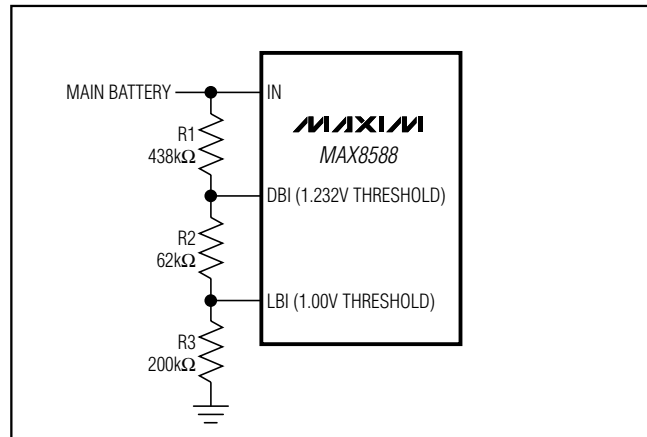 MAIN BATTERY
IN
MAXIM
MAX8588
R1
438kΩ
DBI (1.232V THRESHOLD)
R2
62kΩ
LBI (1.00V THRESHOLD)
R3
200kΩ